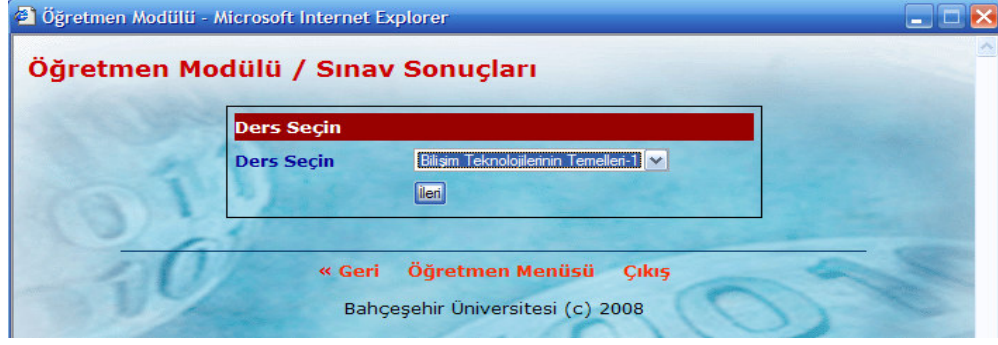 Öğretmen Modülü - Microsoft Internet Explorer
Öğretmen Modülü / Sınav Sonuçları
Ders Seçin
Ders Seçin Bilişim Teknolojilerinin Temelleri-1
İleri
« Geri Öğretmen Menüsü Çıkış
Bahçeşehir Üniversitesi (c) 2008